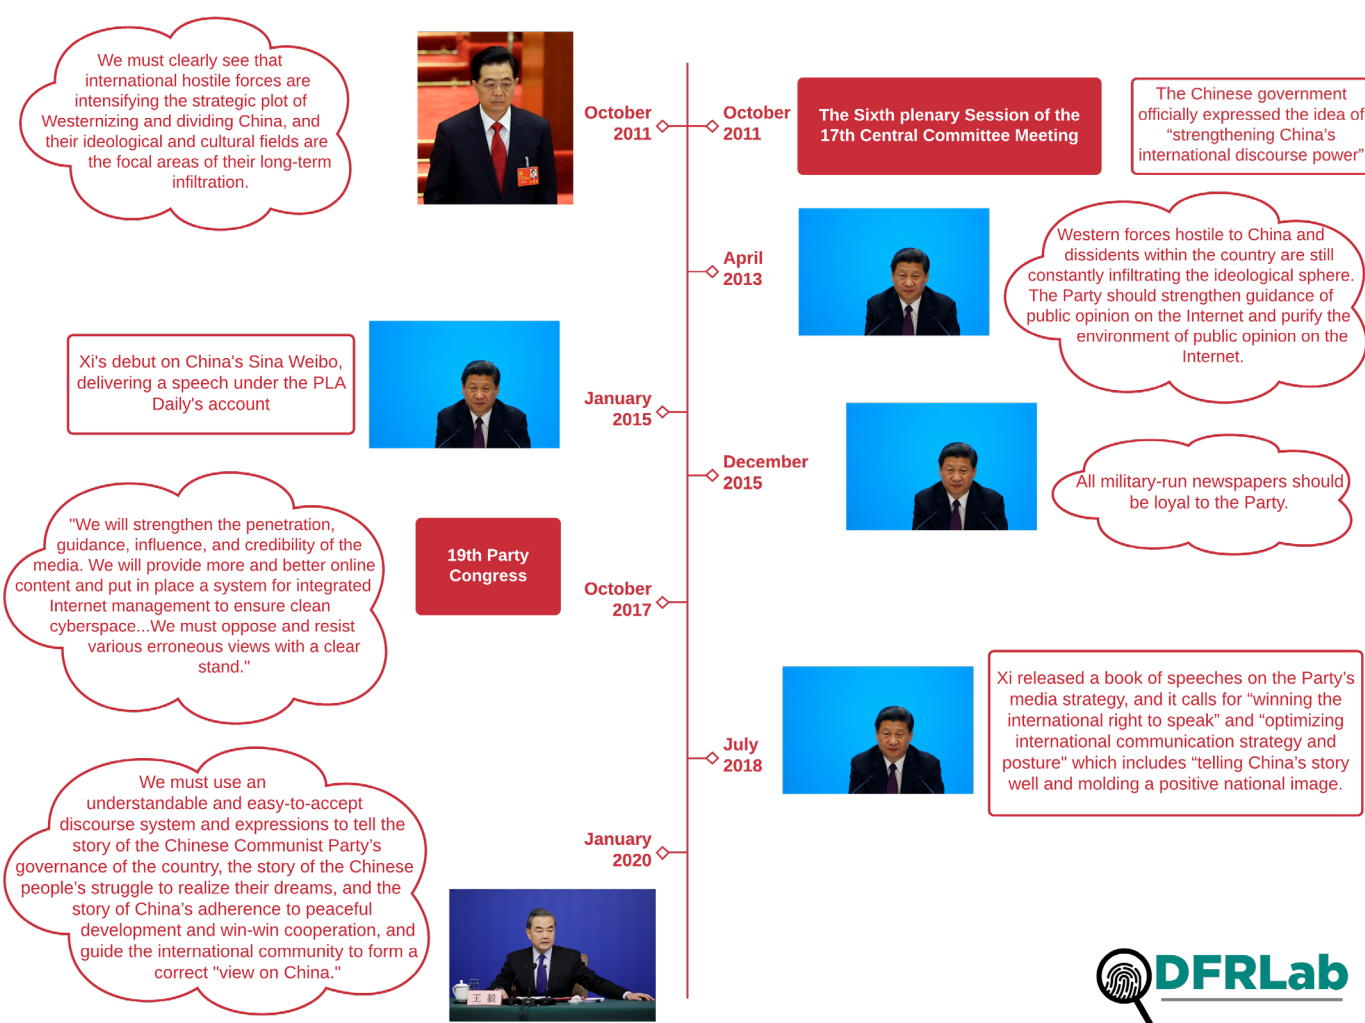 We must clearly see that
international hostile forces are
intensifying the strategic plot of
Westernizing and dividing China, and
their ideological and cultural fields are
the focal areas of their long-term
infiltration.
October
2011
October
2011
The Sixth plenary Session of the
17th Central Committee Meeting
The Chinese government
officially expressed the idea of
“strengthening China’s
international discourse power”
April
2013
Western forces hostile to China and
dissidents within the country are still
constantly infiltrating the ideological sphere.
The Party should strengthen guidance of
public opinion on the Internet and purify the
environment of public opinion on the
Internet.
Xi's debut on China's Sina Weibo,
delivering a speech under the PLA
Daily's account
January
2015
December
2015
All military-run newspapers should
be loyal to the Party.
"We will strengthen the penetration,
guidance, influence, and credibility of the
media. We will provide more and better online
content and put in place a system for integrated
Internet management to ensure clean
cyberspace...We must oppose and resist
various erroneous views with a clear
stand."
19th Party
Congress
October
2017
July
2018
Xi released a book of speeches on the Party’s
media strategy, and it calls for “winning the
international right to speak” and “optimizing
international communication strategy and
posture" which includes “telling China’s story
well and molding a positive national image.
We must use an
understandable and easy-to-accept
discourse system and expressions to tell the
story of the Chinese Communist Party’s
governance of the country, the story of the Chinese
people’s struggle to realize their dreams, and the
story of China’s adherence to peaceful
development and win-win cooperation, and
guide the international community to form a
correct "view on China."
January
2020
王 毅
DFRLab